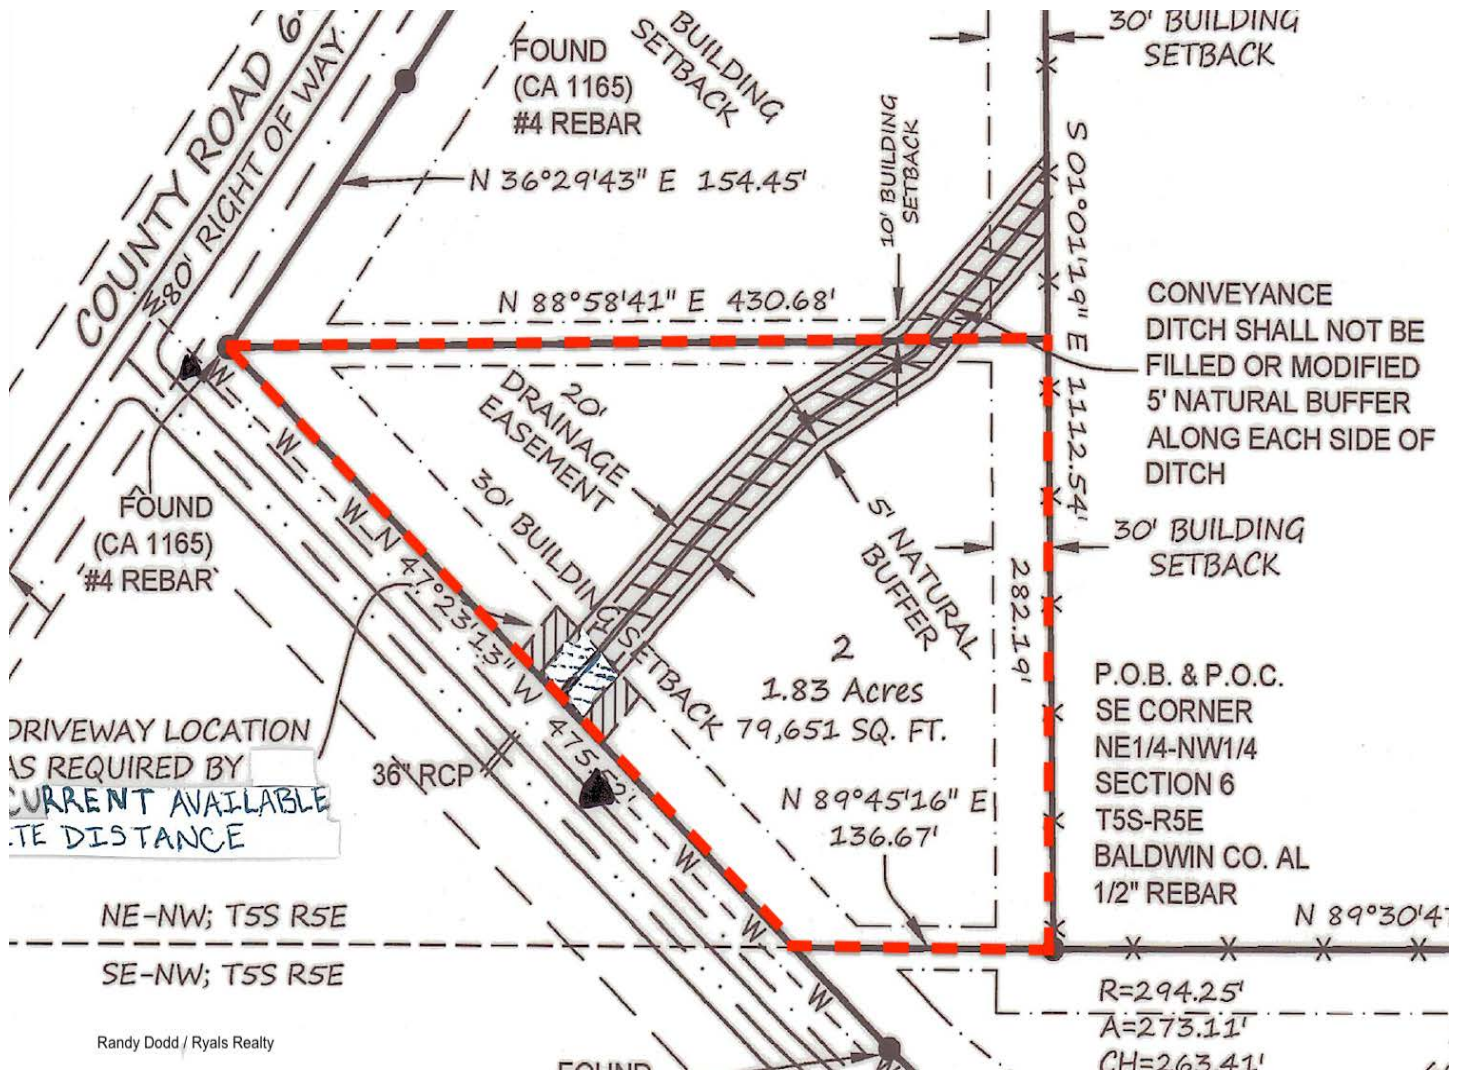 COUNTY ROAD 6
80' RIGHT OF WAY
FOUND
(CA 1165)
#4 REBAR
BUILDING
SETBACK
30' BUILDING
SETBACK
N 36°29'43" E 154.45'
10' BUILDING
SETBACK
S 01°01'19" E 1112.54'
N 88°58'41" E 430.68'
CONVEYANCE
DITCH SHALL NOT BE
FILLED OR MODIFIED
5' NATURAL BUFFER
ALONG EACH SIDE OF
DITCH
20'
DRAINAGE
EASEMENT
30' BUILDING SETBACK
5' NATURAL
BUFFER
FOUND
(CA 1165)
#4 REBAR
N 47°23'13" W
475.52'
30' BUILDING
SETBACK
282.19'
2
1.83 Acres
79,651 SQ. FT.
P.O.B. & P.O.C.
SE CORNER
NE1/4-NW1/4
SECTION 6
T5S-R5E
BALDWIN CO. AL
1/2" REBAR
DRIVEWAY LOCATION
AS REQUIRED BY
CURRENT AVAILABLE
TE DISTANCE
36" RCP
N 89°45'16" E
136.67'
NE-NW; T5S R5E
SE-NW; T5S R5E
N 89°30'47
R=294.25'
A=273.11'
CH=263.41'
Randy Dodd / Ryals Realty
FOUND
W
W
W
W
W
W
W